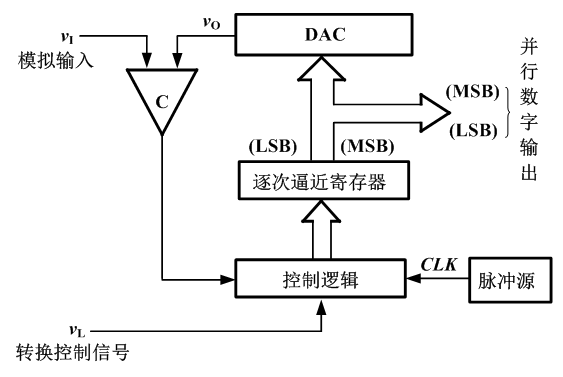 vI
模拟输入
vO
DAC
C
并行数字输出
(MSB)
(LSB)
(LSB)
(MSB)
逐次逼近寄存器
控制逻辑
CLK
脉冲源
vL
转换控制信号